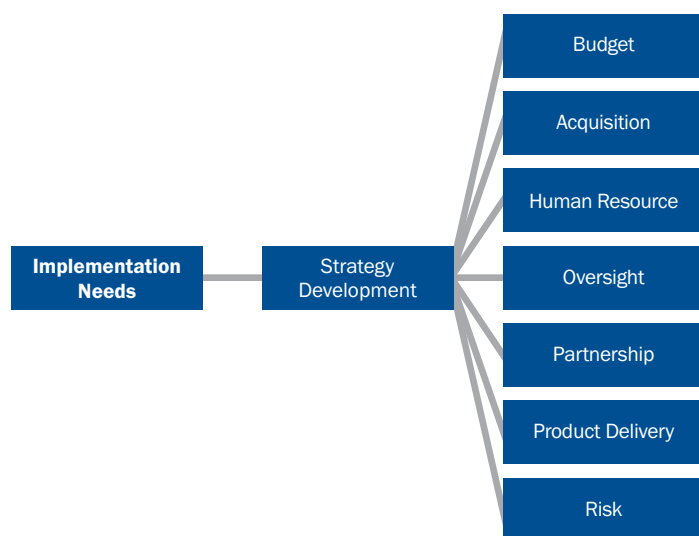 Implementation
Needs
Strategy
Development
Budget
Acquisition
Human Resource
Oversight
Partnership
Product Delivery
Risk